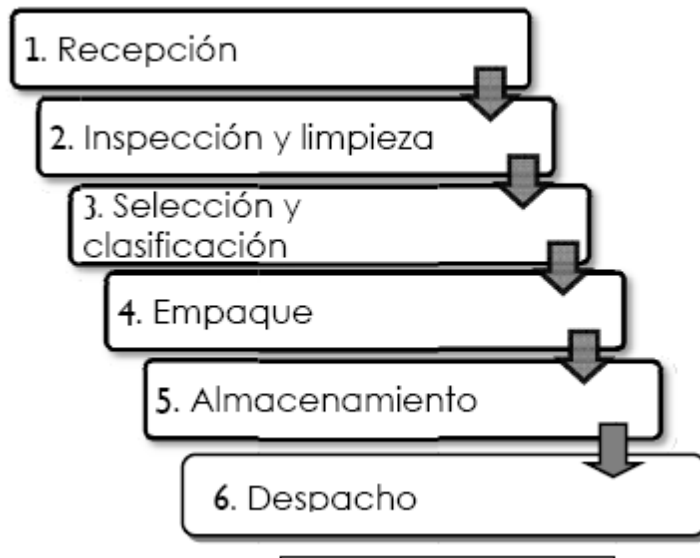 1. Recepción
2. Inspección y limpieza
3. Selección y
clasificación
4. Empaque
5. Almacenamiento
6. Despacho